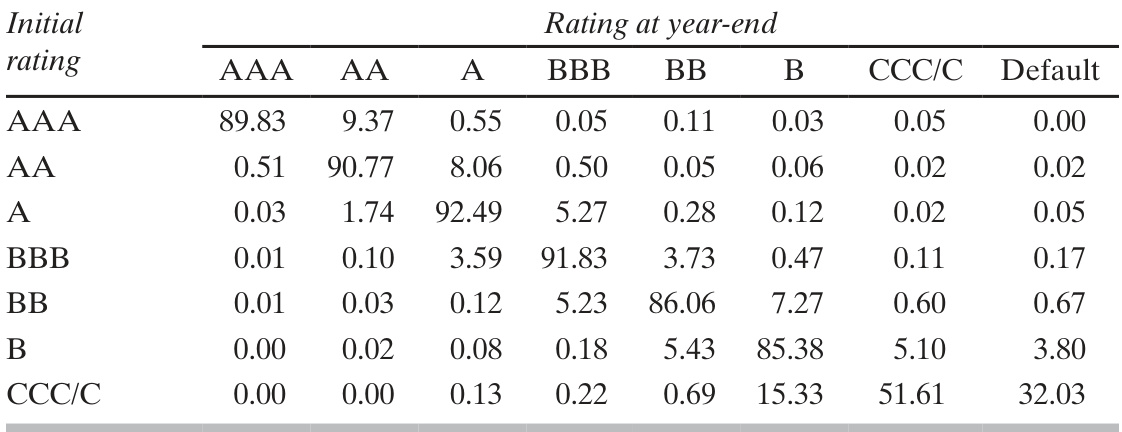 Initial rating Rating at year-end
AAA AA A BBB BB B CCC/C Default
AAA 89.83 9.37 0.55 0.05 0.11 0.03 0.05 0.00
AA 0.51 90.77 8.06 0.50 0.05 0.06 0.02 0.02
A 0.03 1.74 92.49 5.27 0.28 0.12 0.02 0.05
BBB 0.01 0.10 3.59 91.83 3.73 0.47 0.11 0.17
BB 0.01 0.03 0.12 5.23 86.06 7.27 0.60 0.67
B 0.00 0.02 0.08 0.18 5.43 85.38 5.10 3.80
CCC/C 0.00 0.00 0.13 0.22 0.69 15.33 51.61 32.03